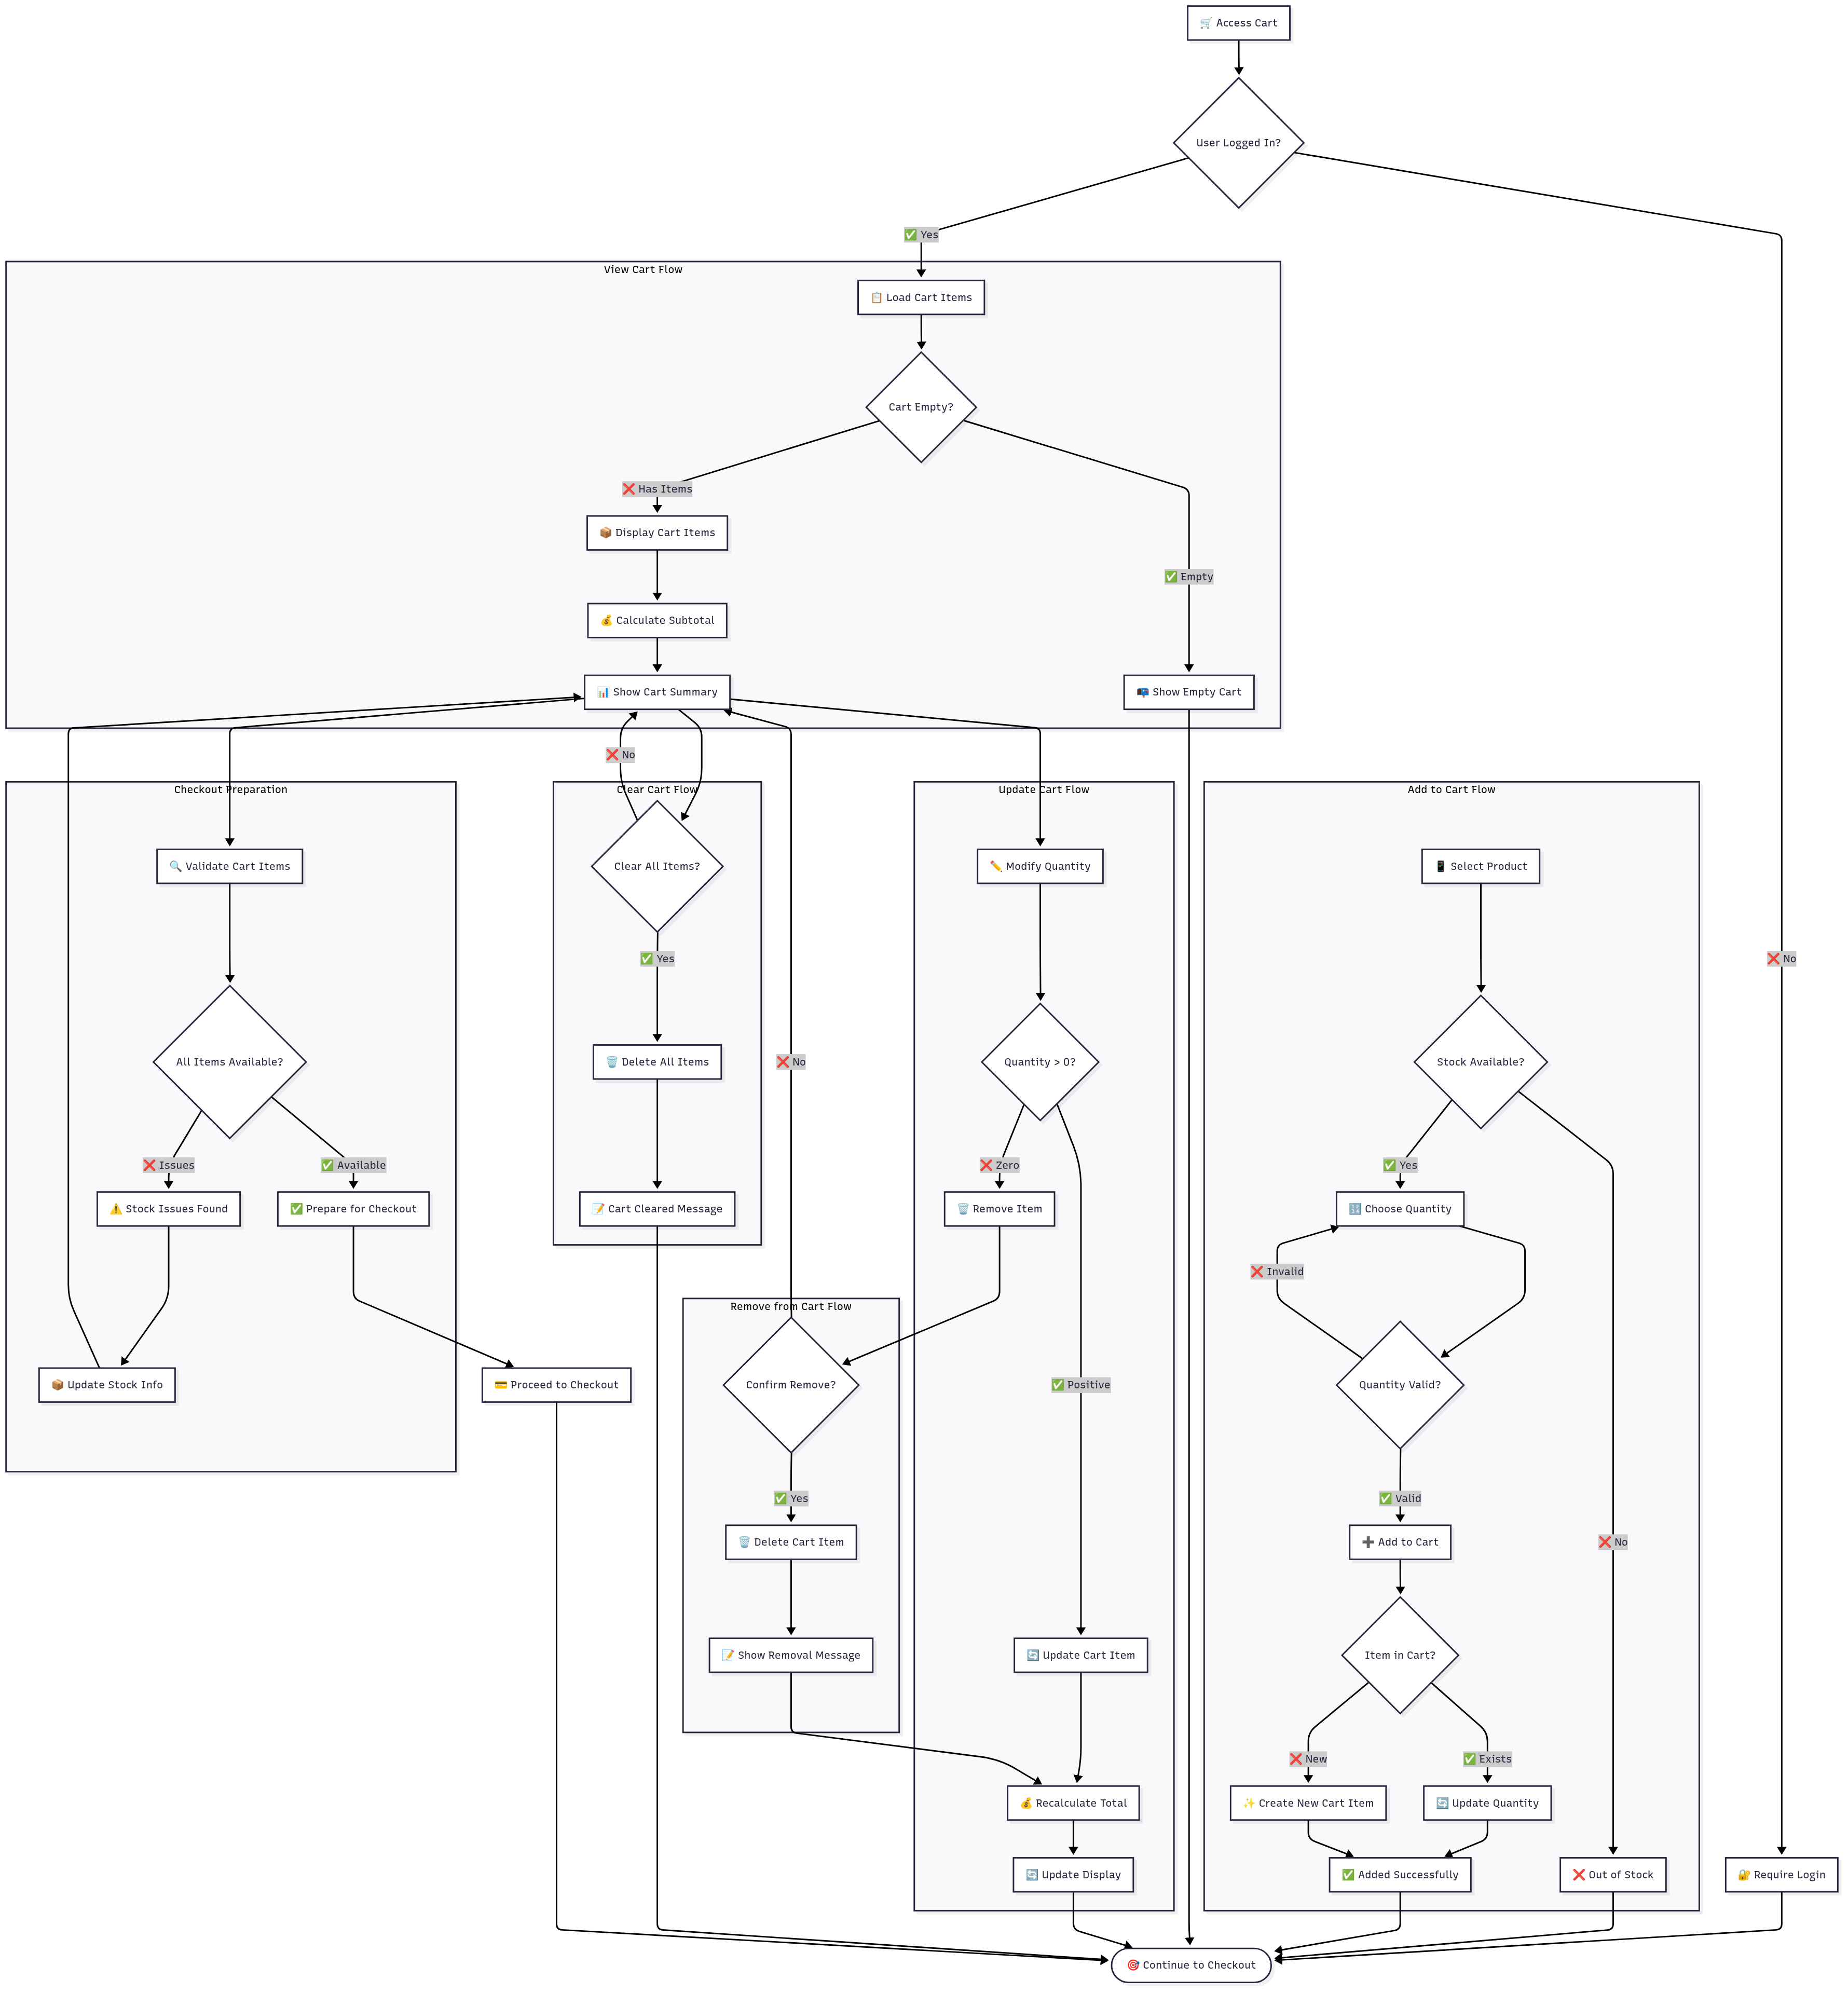 🛒 Access Cart
User Logged In?
✅ Yes
View Cart Flow
📋 Load Cart Items
Cart Empty?
❌ Has Items
📦 Display Cart Items
✅ Empty
💰 Calculate Subtotal
📊 Show Cart Summary
📭 Show Empty Cart
❌ No
Checkout Preparation
🔍 Validate Cart Items
All Items Available?
❌ Issues
✅ Available
⚠️ Stock Issues Found
✅ Prepare for Checkout
📦 Update Stock Info
💳 Proceed to Checkout
Clear Cart Flow
Clear All Items?
✅ Yes
🗑️ Delete All Items
📝 Cart Cleared Message
❌ No
Remove from Cart Flow
Confirm Remove?
✅ Yes
🗑️ Delete Cart Item
📝 Show Removal Message
Update Cart Flow
✏️ Modify Quantity
Quantity > 0?
❌ Zero
🗑️ Remove Item
✅ Positive
🔄 Update Cart Item
💰 Recalculate Total
🔄 Update Display
Add to Cart Flow
📱 Select Product
Stock Available?
✅ Yes
🔢 Choose Quantity
❌ Invalid
Quantity Valid?
✅ Valid
➕ Add to Cart
❌ No
Item in Cart?
❌ New
✅ Exists
✨ Create New Cart Item
🔄 Update Quantity
✅ Added Successfully
❌ Out of Stock
❌ No
🔐 Require Login
🎯 Continue to Checkout